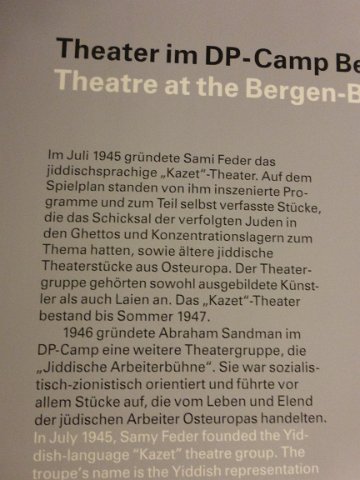 Theater im DP-Camp Be
Theatre at the Bergen-B
Im Juli 1945 gründete Sami Feder das
jiddischsprachige „Kazet“-Theater. Auf dem
Spielplan standen von ihm inszenierte Pro-
gramme und zum Teil selbst verfasste Stücke,
die das Schicksal der verfolgten Juden in
den Ghettos und Konzentrationslagern zum
Thema hatten, sowie ältere jiddische
Theaterstücke aus Osteuropa. Der Theater-
gruppe gehörten sowohl ausgebildete Künst-
ler als auch Laien an. Das „Kazet“-Theater
bestand bis Sommer 1947.
1946 gründete Abraham Sandman im
DP-Camp eine weitere Theatergruppe, die
„Jiddische Arbeiterbühne“. Sie war sozialis-
tisch-zionistisch orientiert und führte vor
allem Stücke auf, die vom Leben und Elend
der jüdischen Arbeiter Osteuropas handelten.
In July 1945, Samy Feder founded the Yid-
dish-language “Kazet” theatre group. The
troupe's name is the Yiddish representation